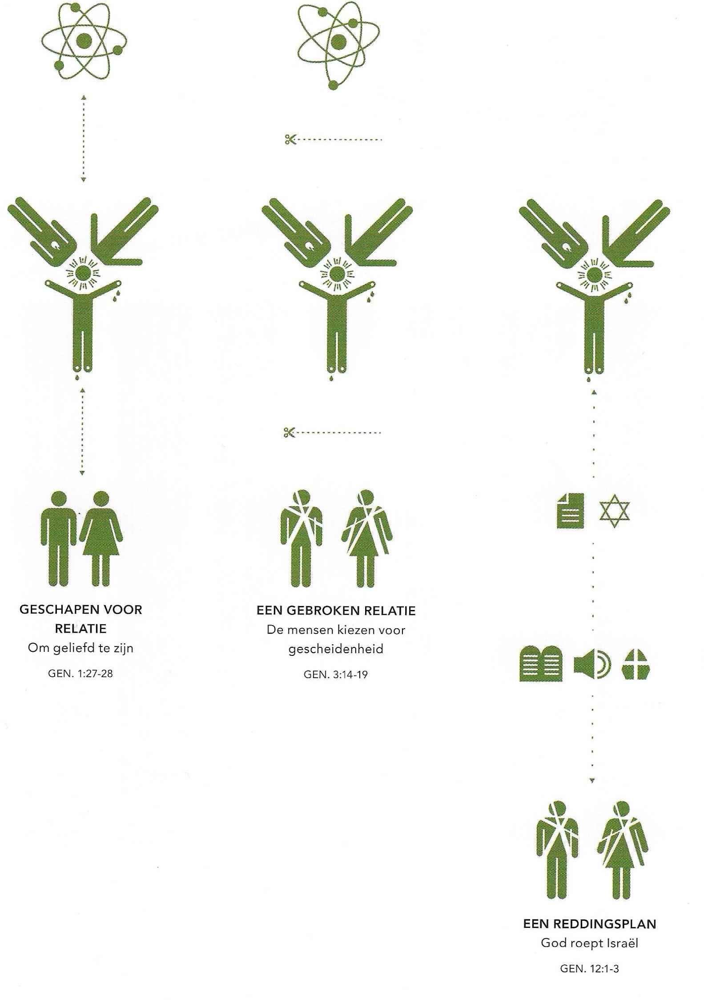 GESCHAPEN VOOR
RELATIE
Om geliefd te zijn
GEN. 1:27-28
EEN GEBROKEN RELATIE
De mensen kiezen voor
gescheidenheid
GEN. 3:14-19
EEN REDDINGSPLAN
God roept Israël
GEN. 12:1-3